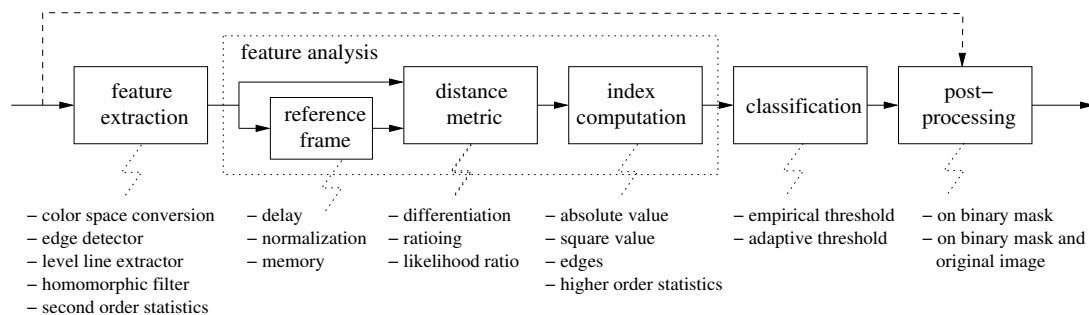 feature analysis
feature
extraction
reference
frame
distance
metric
index
computation
classification
post−
processing
− color space conversion
− edge detector
− level line extractor
− homomorphic filter
− second order statistics
− delay
− normalization
− memory
− differentiation
− ratioing
− likelihood ratio
− absolute value
− square value
− edges
− higher order statistics
− empirical threshold
− adaptive threshold
− on binary mask
− on binary mask and
original image